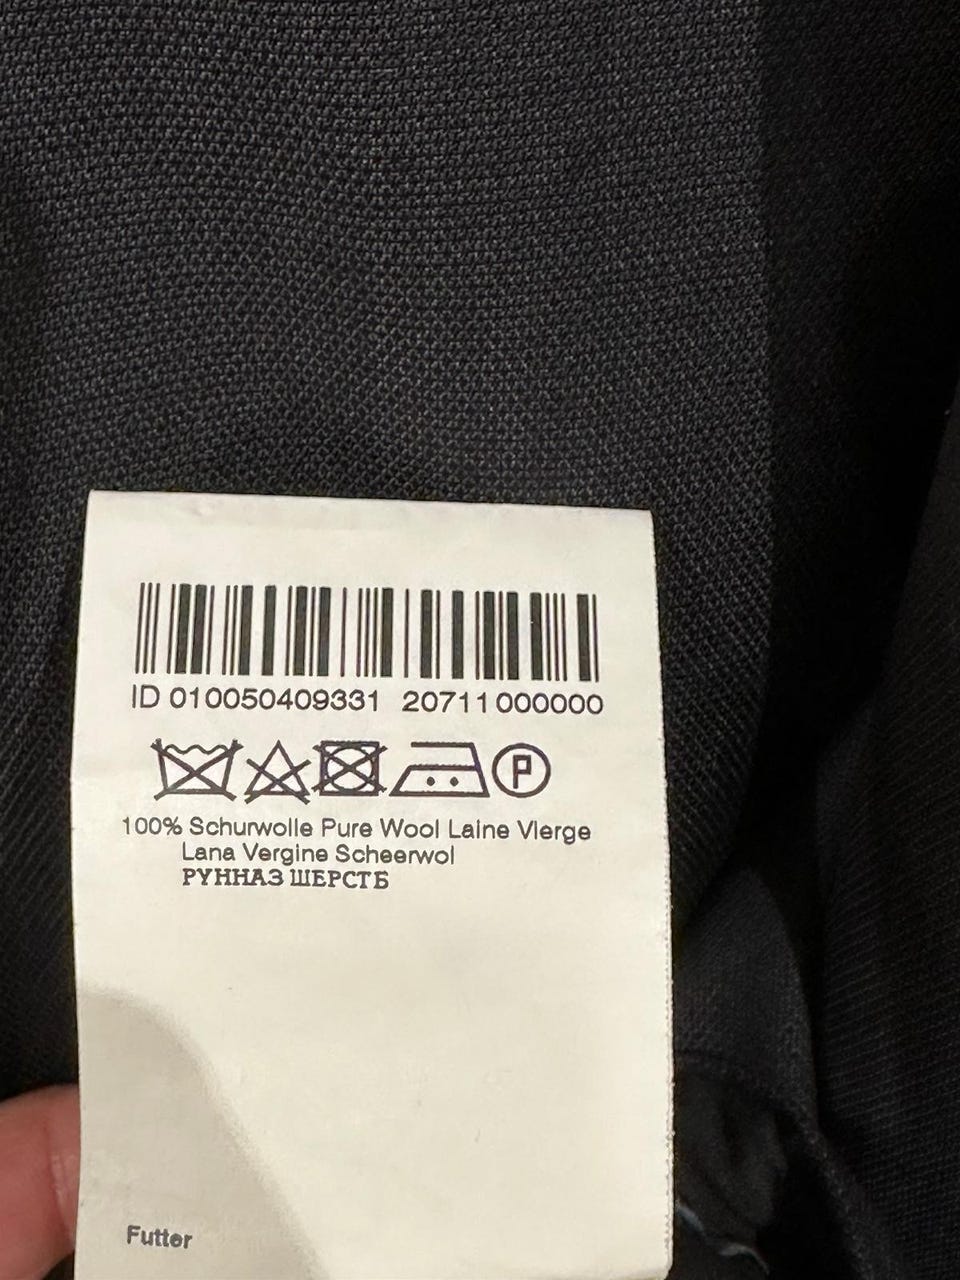 ID 010050409331 20711000000
P
100% Schurwolle Pure Wool Laine Vierge
Lana Vergine Scheerwol
РУННАЗ ШЕРСТБ
Futter